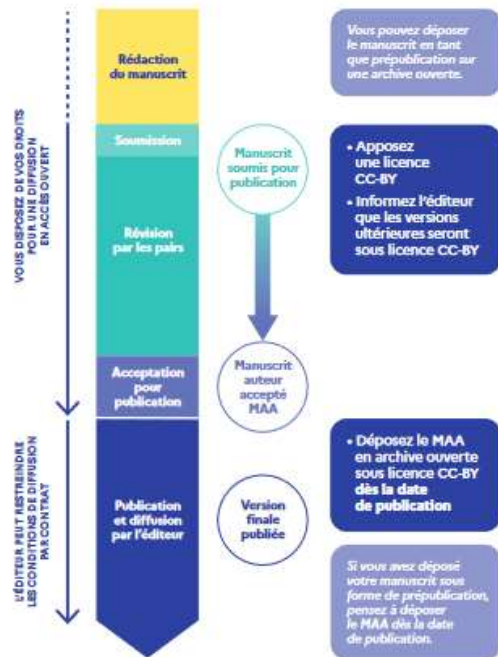 Rédaction
du manuscrit
Vous pouvez déposer
le manuscrit en tant
que prépublication sur
une archive ouverte.
VOUS DISPOSEZ DE VOS DROITS
POUR UNE DIFFUSION
EN ACCÈS OUVERT
Soumission
Manuscrit
soumis pour
publication
• Apposez
une licence
CC-BY
• Informez l'éditeur
que les versions
ultérieures seront
sous licence CC-BY
Révision
par les pairs
Acceptation
pour
publication
Manuscrit
auteur
accepté
MAA
L'ÉDITEUR PEUT RESTREINDRE
LES CONDITIONS DE DIFFUSION
PAR CONTRAT
Publication
et diffusion
par l'éditeur
Version
finale
publiée
• Déposez le MAA
en archive ouverte
sous licence CC-BY
dès la date
de publication
Si vous avez déposé
votre manuscrit sous
forme de prépublication,
pensez à déposer
le MAA dès la date
de publication.